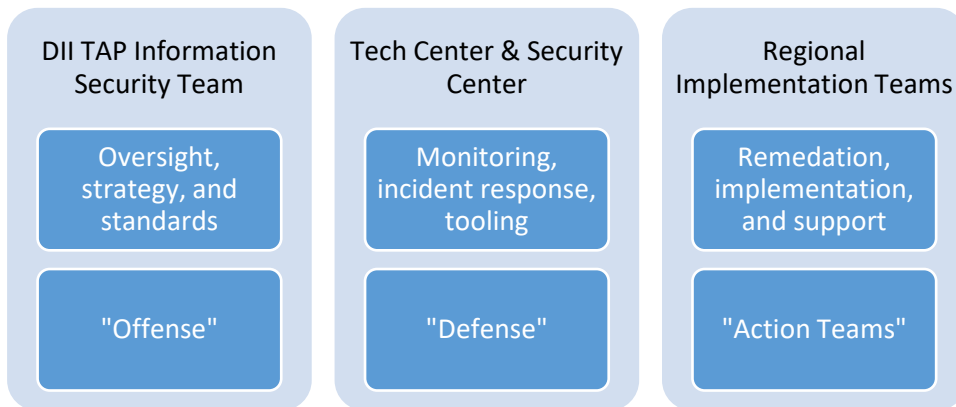 DII TAP Information
Security Team
Oversight,
strategy, and
standards
"Offense"
Tech Center & Security
Center
Monitoring,
incident response,
tooling
"Defense"
Regional
Implementation Teams
Remedation,
implementation,
and support
"Action Teams"